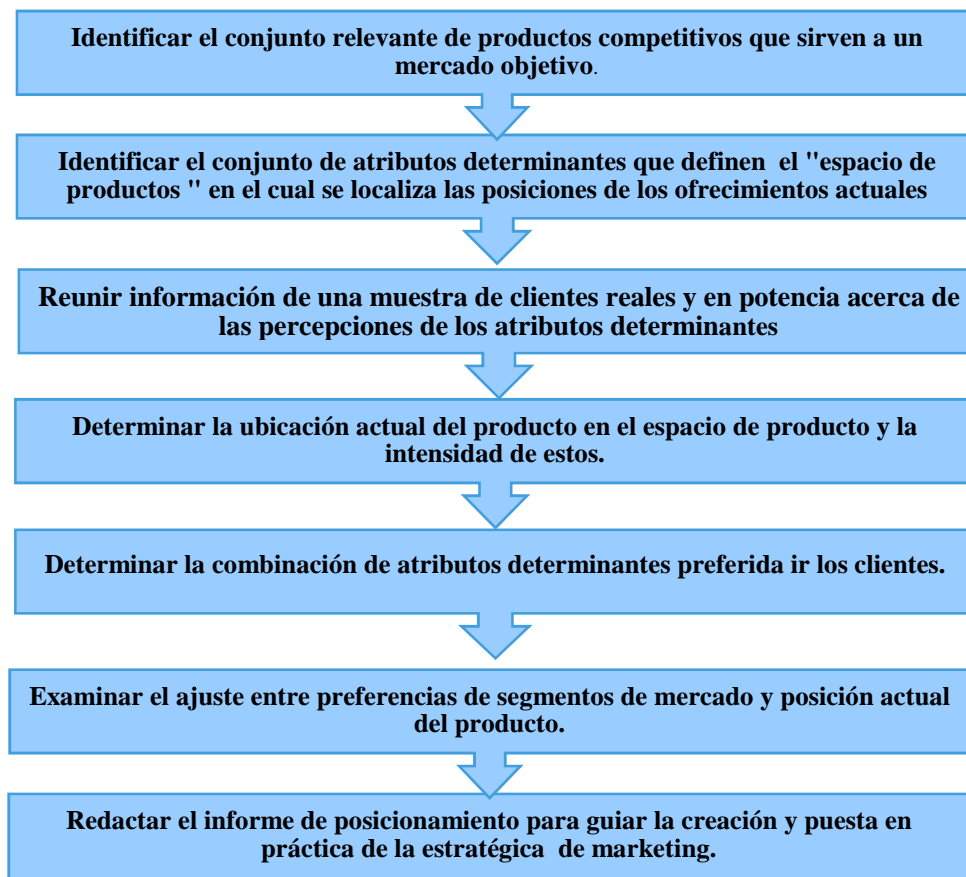 Identificar el conjunto relevante de productos competitivos que sirven a un
mercado objetivo.
Identificar el conjunto de atributos determinantes que definen  el "espacio de
productos " en el cual se localiza las posiciones de los ofrecimientos actuales
Reunir información de una muestra de clientes reales y en potencia acerca de
las percepciones de los atributos determinantes
Determinar la ubicación actual del producto en el espacio de producto y la
intensidad de estos.
Determinar la combinación de atributos determinantes preferida ir los clientes.
Examinar el ajuste entre preferencias de segmentos de mercado y posición actual
del producto.
Redactar el informe de posicionamiento para guiar la creación y puesta en
práctica de la estratégica  de marketing.